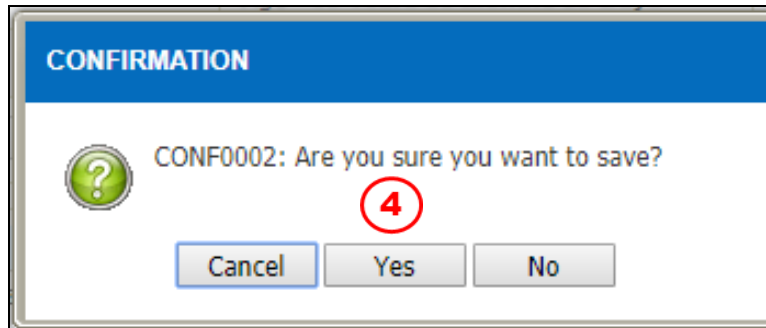 CONFIRMATION
CONF0002: Are you sure you want to save?
4
Cancel Yes No